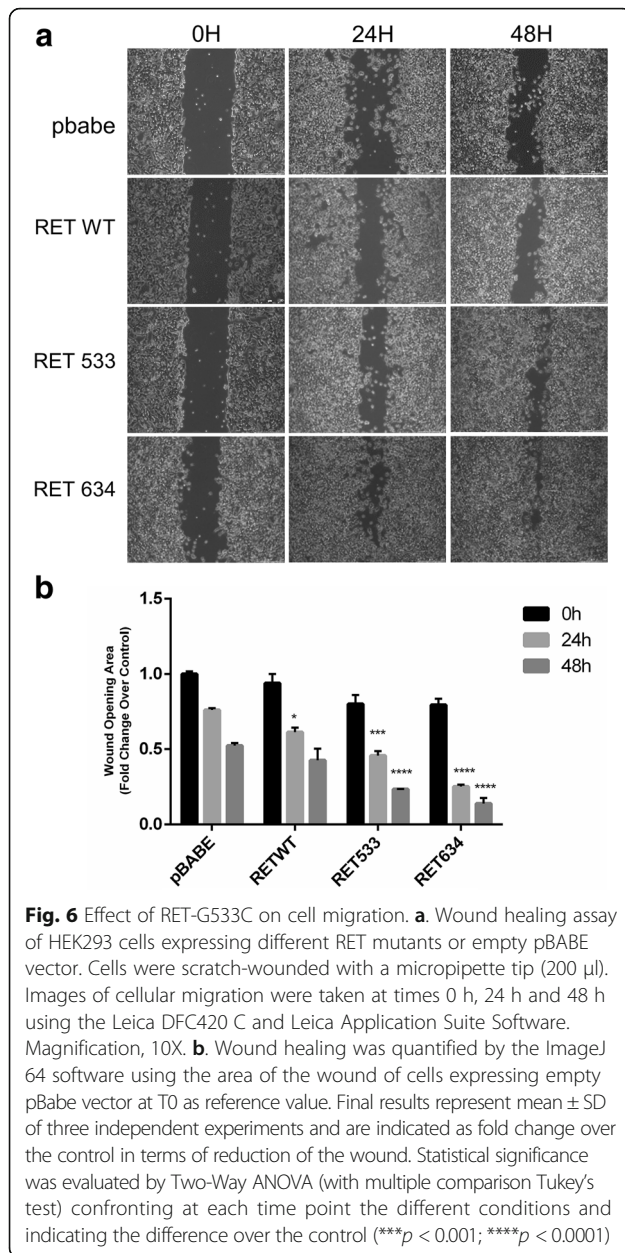 a
0H 24H 48H
pbabe
RET WT
RET 533
RET 634
b
1.5
1.0
0.5
0.0
Wound Opening Area
(Fold Change Over Control)
0h
24h
48h
*
***
****
****
****
pBABE
RETWT
RET533
RET634
Fig. 6 Effect of RET-G533C on cell migration. a. Wound healing assay
of HEK293 cells expressing different RET mutants or empty pBABE
vector. Cells were scratch-wounded with a micropipette tip (200 μl).
Images of cellular migration were taken at times 0 h, 24 h and 48 h
using the Leica DFC420 C and Leica Application Suite Software.
Magnification, 10X. b. Wound healing was quantified by the ImageJ
64 software using the area of the wound of cells expressing empty
pBabe vector at T0 as reference value. Final results represent mean ± SD
of three independent experiments and are indicated as fold change over
the control in terms of reduction of the wound. Statistical significance
was evaluated by Two-Way ANOVA (with multiple comparison Tukey's
test) confronting at each time point the different conditions and
indicating the difference over the control (***p < 0.001; ****p < 0.0001)